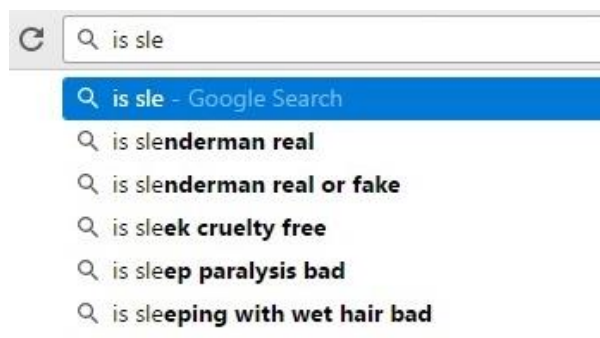 is sle
is sle - Google Search
is slenderman real
is slenderman real or fake
is sleek cruelty free
is sleep paralysis bad
is sleeping with wet hair bad